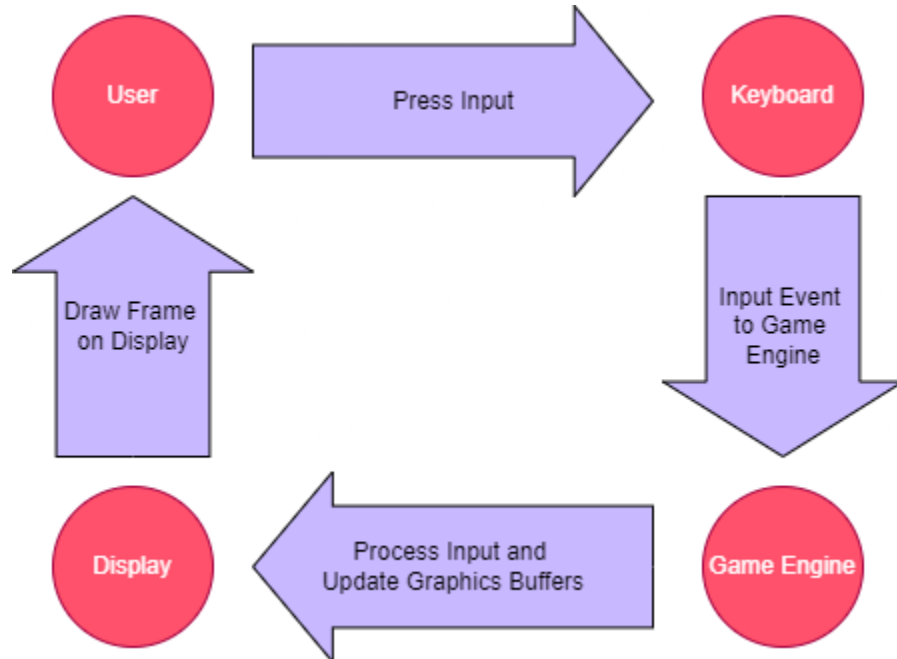 User
Press Input
Keyboard
Draw Frame
on Display
Input Event
to Game
Engine
Display
Process Input and
Update Graphics Buffers
Game Engine